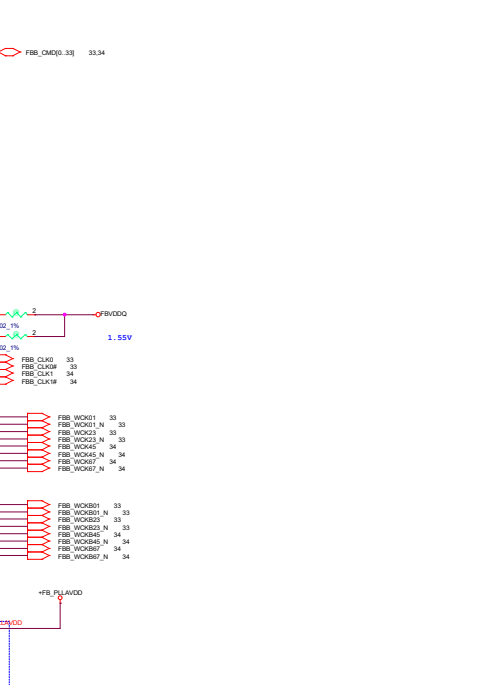 FBB_CMD[0..33] 33,34
2
FBVDDQ
02_1%
2
1.55V
02_1%
FBB_CLK0 33
FBB_CLK0# 33
FBB_CLK1 34
FBB_CLK1# 34
FBB_WCK01 33
FBB_WCK01_N 33
FBB_WCK23 33
FBB_WCK23_N 33
FBB_WCK45 34
FBB_WCK45_N 34
FBB_WCK67 34
FBB_WCK67_N 34
FBB_WCKB01 33
FBB_WCKB01_N 33
FBB_WCKB23 33
FBB_WCKB23_N 33
FBB_WCKB45 34
FBB_WCKB45_N 34
FBB_WCKB67 34
FBB_WCKB67_N 34
+FB_PLLAVDD